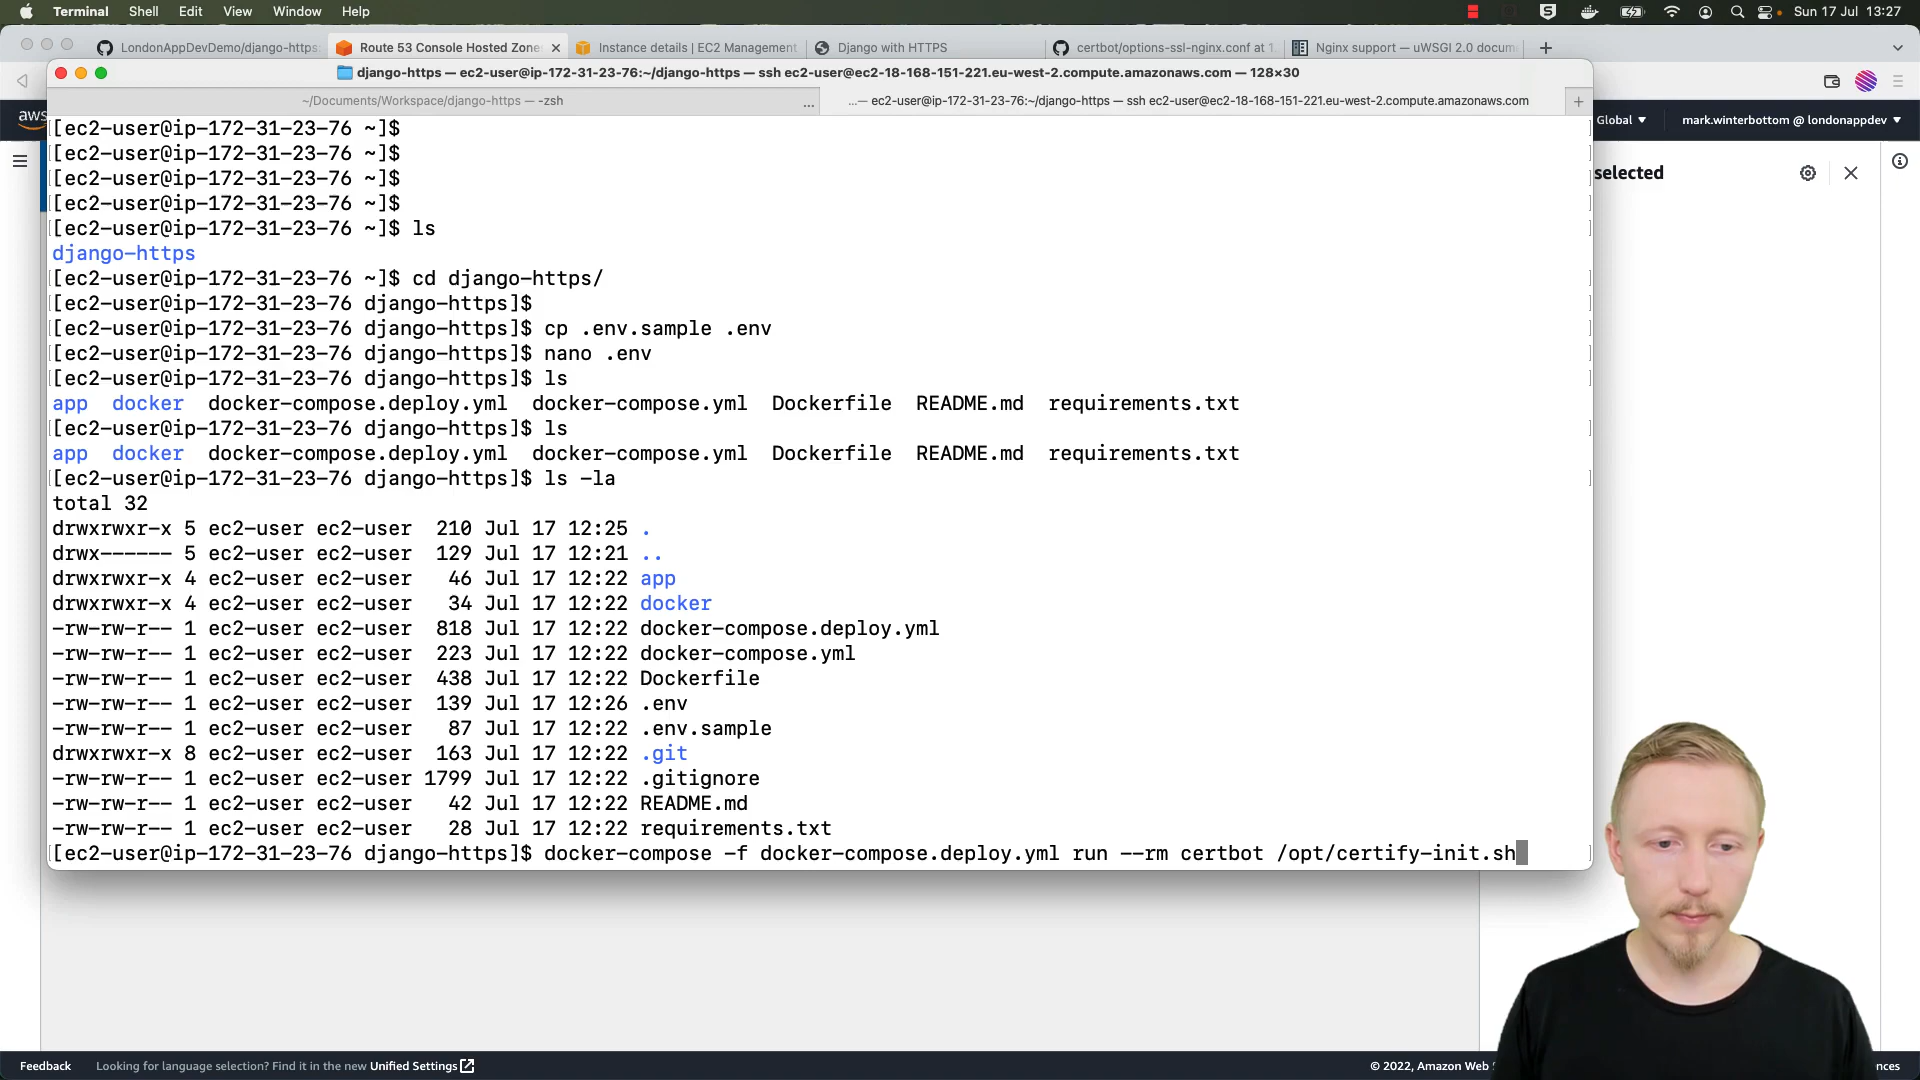 Terminal Shell Edit View Window Help Sun 17 Jul 13:27
LondonAppDevDemo/django-https: Route 53 Console Hosted Zone Instance details | EC2 Management Django with HTTPS certbot/options-ssl-nginx.conf at 1. Nginx support — uWSGI 2.0 docum
django-https — ec2-user@ip-172-31-23-76:~/django-https — ssh ec2-user@ec2-18-168-151-221.eu-west-2.compute.amazonaws.com — 128×30
~/Documents/Workspace/django-https — -zsh ... ...— ec2-user@ip-172-31-23-76:~/django-https — ssh ec2-user@ec2-18-168-151-221.eu-west-2.compute.amazonaws.com
aws Global mark.winterbottom @ londonappdev
selected
[ec2-user@ip-172-31-23-76 ~]$
[ec2-user@ip-172-31-23-76 ~]$
[ec2-user@ip-172-31-23-76 ~]$
[ec2-user@ip-172-31-23-76 ~]$
[ec2-user@ip-172-31-23-76 ~]$ ls
django-https
[ec2-user@ip-172-31-23-76 ~]$ cd django-https/
[ec2-user@ip-172-31-23-76 django-https]$
[ec2-user@ip-172-31-23-76 django-https]$ cp .env.sample .env
[ec2-user@ip-172-31-23-76 django-https]$ nano .env
[ec2-user@ip-172-31-23-76 django-https]$ ls
app docker docker-compose.deploy.yml docker-compose.yml Dockerfile README.md requirements.txt
[ec2-user@ip-172-31-23-76 django-https]$ ls
app docker docker-compose.deploy.yml docker-compose.yml Dockerfile README.md requirements.txt
[ec2-user@ip-172-31-23-76 django-https]$ ls -la
total 32
drwxrwxr-x 5 ec2-user ec2-user 210 Jul 17 12:25 .
drwx------ 5 ec2-user ec2-user 129 Jul 17 12:21 ..
drwxrwxr-x 4 ec2-user ec2-user 46 Jul 17 12:22 app
drwxrwxr-x 4 ec2-user ec2-user 34 Jul 17 12:22 docker
-rw-rw-r-- 1 ec2-user ec2-user 818 Jul 17 12:22 docker-compose.deploy.yml
-rw-rw-r-- 1 ec2-user ec2-user 223 Jul 17 12:22 docker-compose.yml
-rw-rw-r-- 1 ec2-user ec2-user 438 Jul 17 12:22 Dockerfile
-rw-rw-r-- 1 ec2-user ec2-user 139 Jul 17 12:26 .env
-rw-rw-r-- 1 ec2-user ec2-user 87 Jul 17 12:22 .env.sample
drwxrwxr-x 8 ec2-user ec2-user 163 Jul 17 12:22 .git
-rw-rw-r-- 1 ec2-user ec2-user 1799 Jul 17 12:22 .gitignore
-rw-rw-r-- 1 ec2-user ec2-user 42 Jul 17 12:22 README.md
-rw-rw-r-- 1 ec2-user ec2-user 28 Jul 17 12:22 requirements.txt
[ec2-user@ip-172-31-23-76 django-https]$ docker-compose -f docker-compose.deploy.yml run --rm certbot /opt/certify-init.sh
Feedback Looking for language selection? Find it in the new Unified Settings © 2022, Amazon Web nces